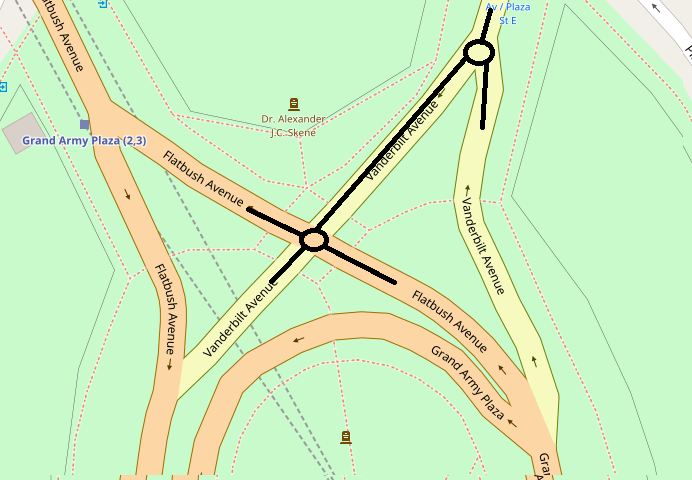 atbush Avenue
Av / Plaza
St E
Dr. Alexander
J.C. Skene
Grand Army Plaza (2,3)
Flatbush Avenue
Vanderbilt Avenue
Vanderbilt Avenue
Flatbush Avenue
Vanderbilt Avenue
Flatbush Avenue
Grand Army Plaza
Gra